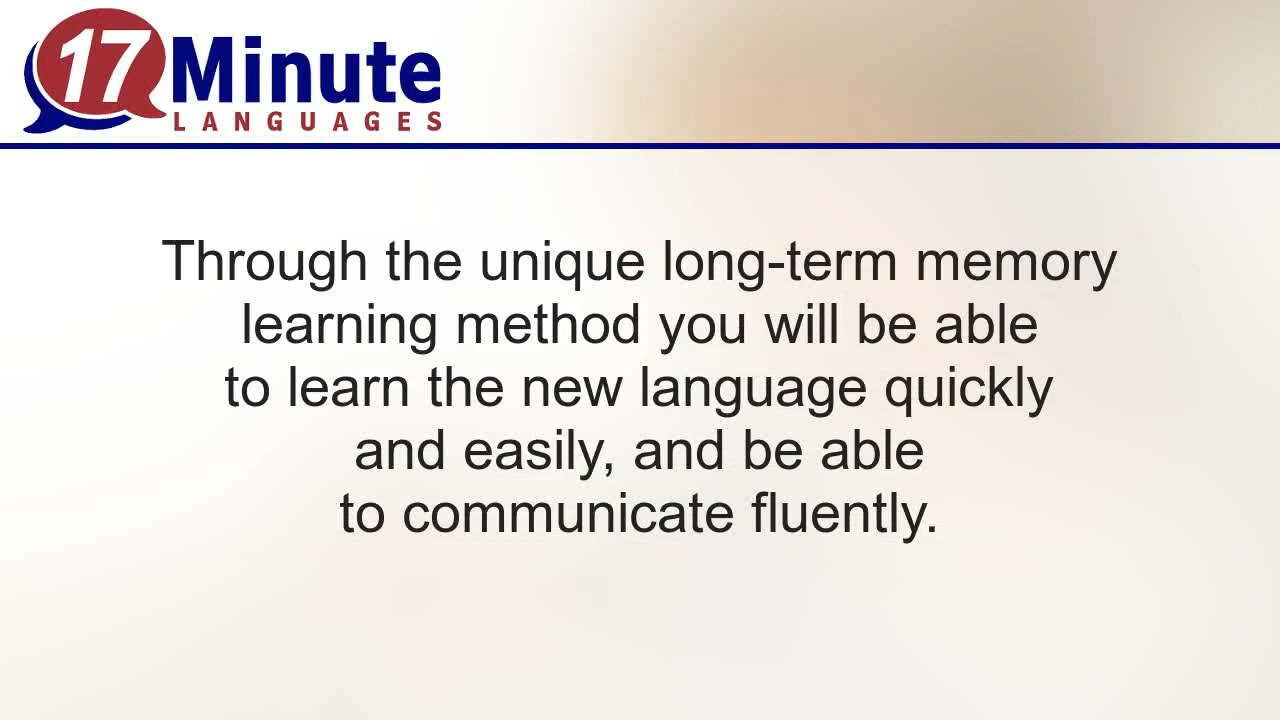 17 Minute
LANGUAGES
Through the unique long-term memory
learning method you will be able
to learn the new language quickly
and easily, and be able
to communicate fluently.